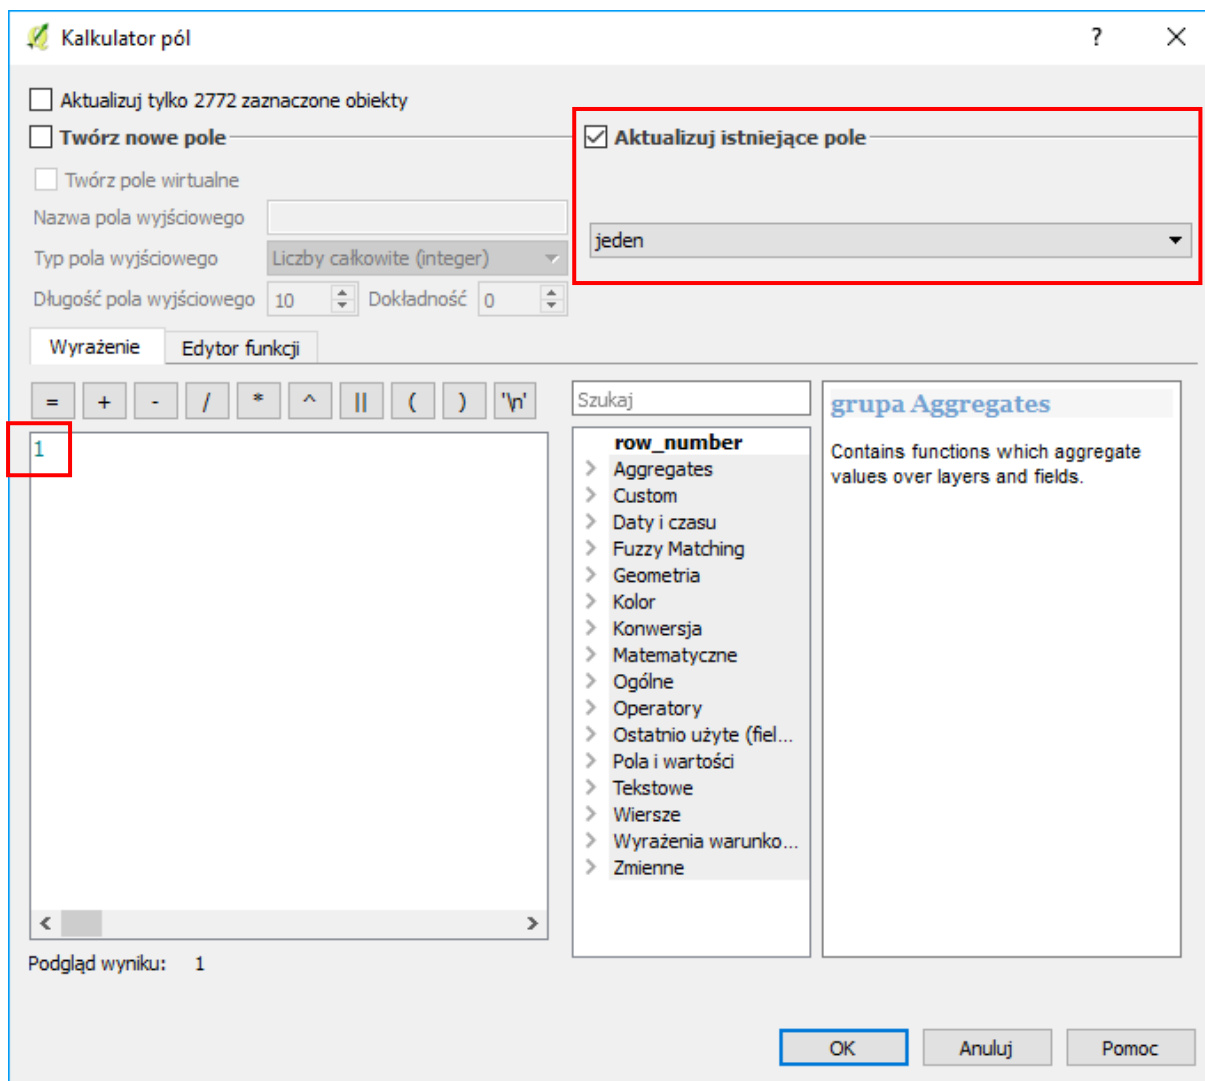 Kalkulator pól
?
Aktualizuj tylko 2772 zaznaczone obiekty
Twórz nowe pole
Twórz pole wirtualne
Nazwa pola wyjściowego
Typ pola wyjściowego Liczby całkowite (integer)
Długość pola wyjściowego 10 Dokładność 0
Aktualizuj istniejące pole
jeden
Wyrażenie Edytor funkcji
= + - / * ^ || ( ) '\n'
1
Podgląd wyniku: 1
Szukaj
row_number
Aggregates
Custom
Daty i czasu
Fuzzy Matching
Geometria
Kolor
Konwersja
Matematyczne
Ogólne
Operatory
Ostatnio użyte (fiel...
Pola i wartości
Tekstowe
Wiersze
Wyrażenia warunko...
Zmienne
grupa Aggregates
Contains functions which aggregate
values over layers and fields.
OK Anuluj Pomoc